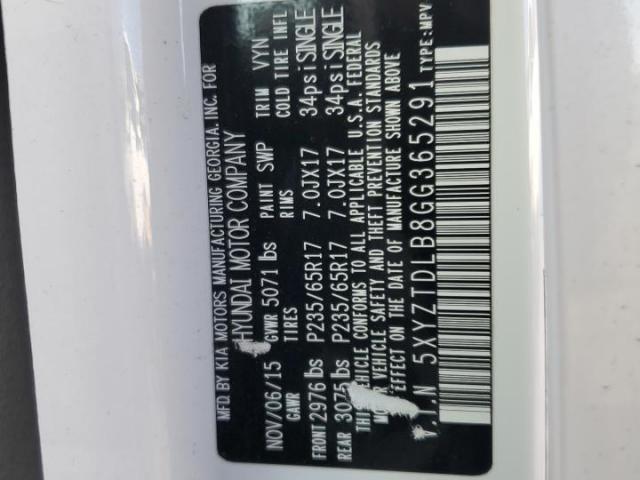 MFD. BY KIA MOTORS MANUFACTURING GEORGIA, INC. FOR
HYUNDAI MOTOR COMPANY
NOV/06/15 GVWR 5071 lbs PAINT SWP TRIM VYN
GAWR TIRES RIMS COLD TIRE INFL
FRONT 2976 lbs P235/65R17 7.0JX17 34psi SINGLE
REAR 3075 lbs P235/65R17 7.0JX17 34psi SINGLE
THIS VEHICLE CONFORMS TO ALL APPLICABLE U.S.A. FEDERAL
MOTOR VEHICLE SAFETY AND THEFT PREVENTION STANDARDS
EFFECT ON THE DATE OF MANUFACTURE SHOWN ABOVE
V.I.N 5XYZTDLB8GG365291 TYPE:MPV